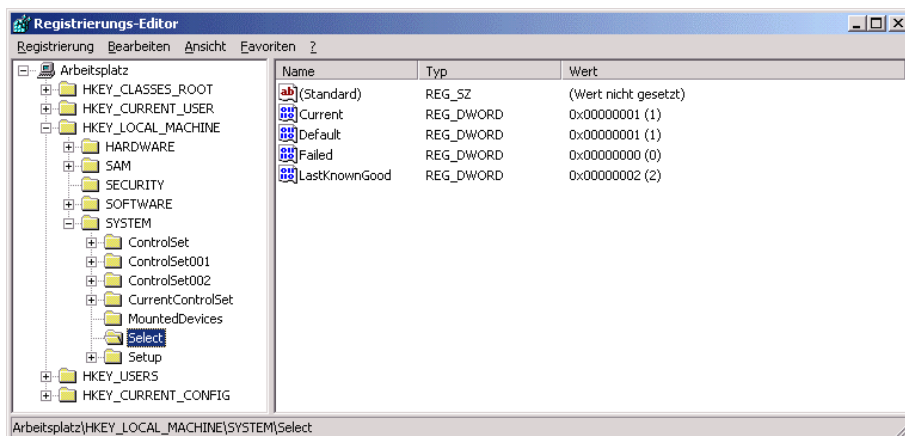 Registrierungs-Editor
Registrierung Bearbeiten Ansicht Favoriten ?
Arbeitsplatz
HKEY_CLASSES_ROOT
HKEY_CURRENT_USER
HKEY_LOCAL_MACHINE
HARDWARE
SAM
SECURITY
SOFTWARE
SYSTEM
ControlSet
ControlSet001
ControlSet002
CurrentControlSet
MountedDevices
Select
Setup
HKEY_USERS
HKEY_CURRENT_CONFIG
Name Typ Wert
(Standard) REG_SZ (Wert nicht gesetzt)
Current REG_DWORD 0x00000001 (1)
Default REG_DWORD 0x00000001 (1)
Failed REG_DWORD 0x00000000 (0)
LastKnownGood REG_DWORD 0x00000002 (2)
Arbeitsplatz\HKEY_LOCAL_MACHINE\SYSTEM\Select